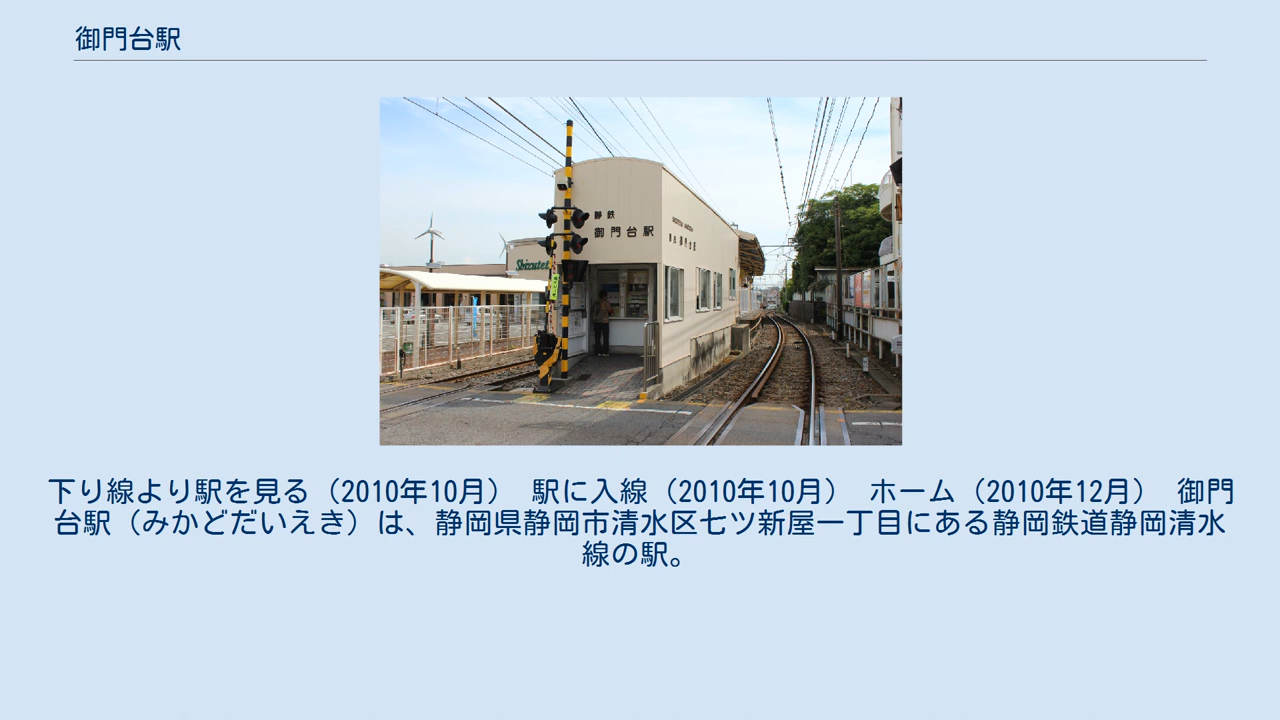 御門台駅
静鉄
御門台駅
Shizutetsu
下り線より駅を見る（2010年10月） 駅に入線（2010年10月） ホーム（2010年12月） 御門
台駅（みかどだいえき）は、静岡県静岡市清水区七ツ新屋一丁目にある静岡鉄道静岡清水
線の駅。